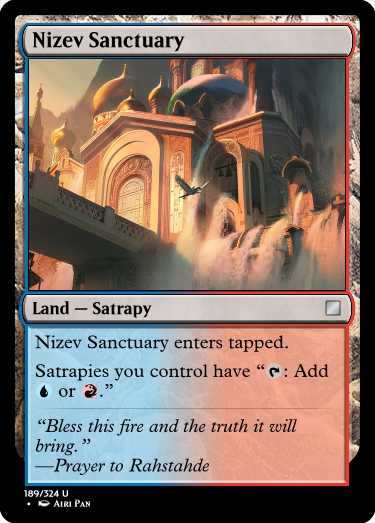 Nizev Sanctuary
Land — Satrapy
Nizev Sanctuary enters tapped.
Satrapies you control have “: Add
or .”
“Bless this fire and the truth it will
bring.”
—Prayer to Rahstahde
189/324 U
• Airi Pan